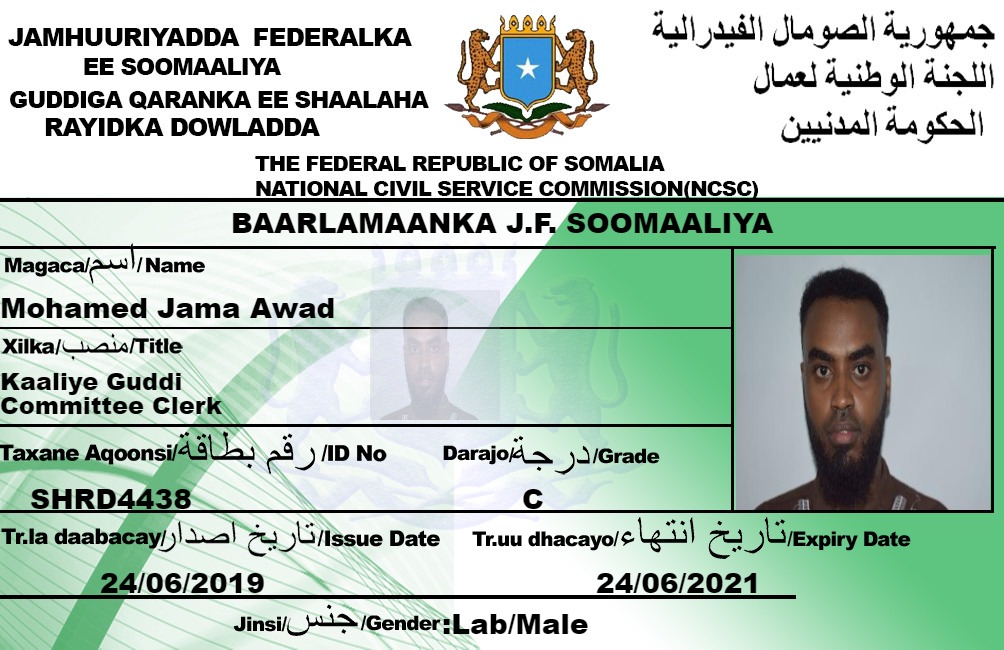 JAMHUURIYADDA FEDERALKA
EE SOOMAALIYA
GUDDIGA QARANKA EE SHAALAHA
RAYIDKA DOWLADDA
جمهورية الصومال الفيدرالية
اللجنة الوطنية لعمال
الحكومة المدنيين
THE FEDERAL REPUBLIC OF SOMALIA
NATIONAL CIVIL SERVICE COMMISSION(NCSC)
BAARLAMAANKA J.F. SOOMAALIYA
Magaca/اسم/Name
Mohamed Jama Awad
Xilka/منصب/Title
Kaaliye Guddi
Committee Clerk
Taxane Aqoonsi/رقم بطاقة/ID No
Darajo/درجة/Grade
SHRD4438
C
Tr.la daabacay/تاريخ اصدار/Issue Date
Tr.uu dhacayo/تاريخ انتهاء/Expiry Date
24/06/2019
24/06/2021
Jinsi/جنس/Gender:Lab/Male